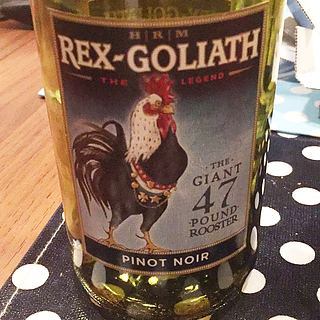 H|R|M
REX-GOLIATH
THE LEGEND
·THE·
GIANT
47
·POUND·
ROOSTER
PINOT NOIR